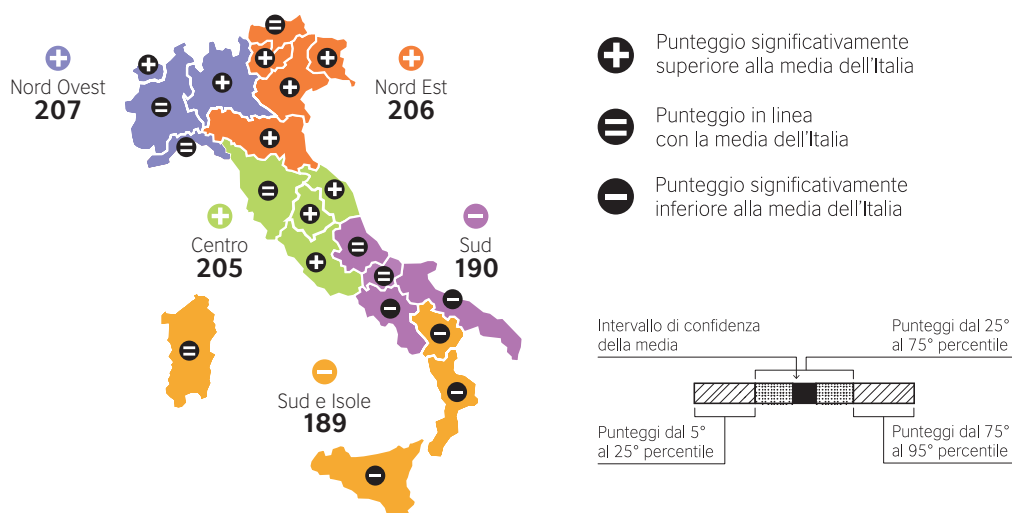 Nord Ovest
207
Nord Est
206
Centro
205
Sud
190
Sud e Isole
189
Punteggio significativamente
superiore alla media dell'Italia
Punteggio in linea
con la media dell'Italia
Punteggio significativamente
inferiore alla media dell'Italia
Intervallo di confidenza
della media
Punteggi dal 25°
al 75° percentile
Punteggi dal 5°
al 25° percentile
Punteggi dal 75°
al 95° percentile